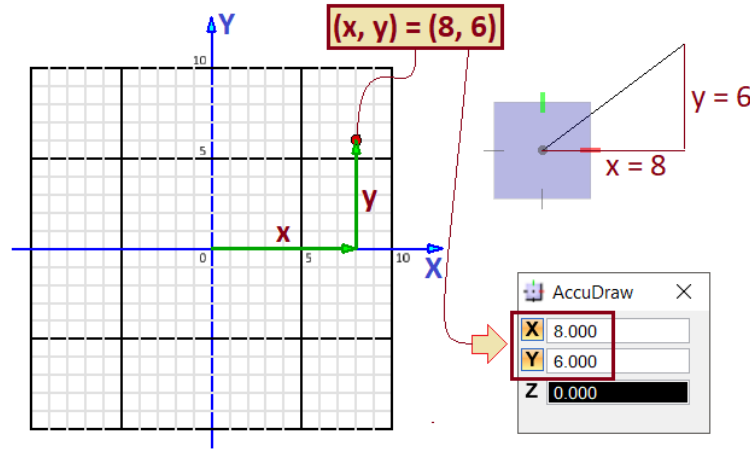 Y
(x, y) = (8, 6)
10
5
y
x
0
5
10
X
y = 6
x = 8
AccuDraw
X 8.000
Y 6.000
Z 0.000